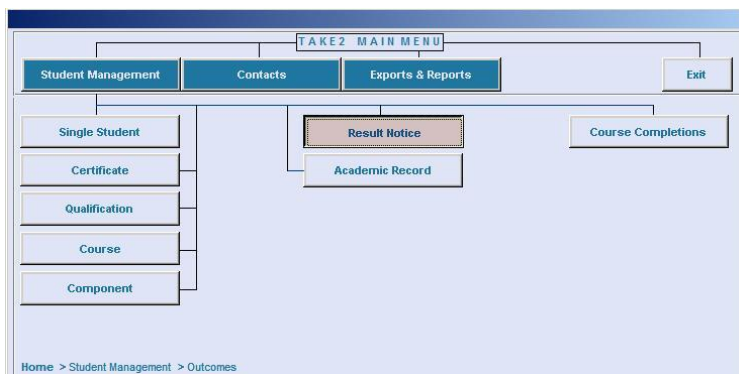 TAKE2 MAIN MENU
Student Management Contacts Exports & Reports Exit
Single Student Result Notice Course Completions
Certificate Academic Record
Qualification
Course
Component
Home > Student Management > Outcomes